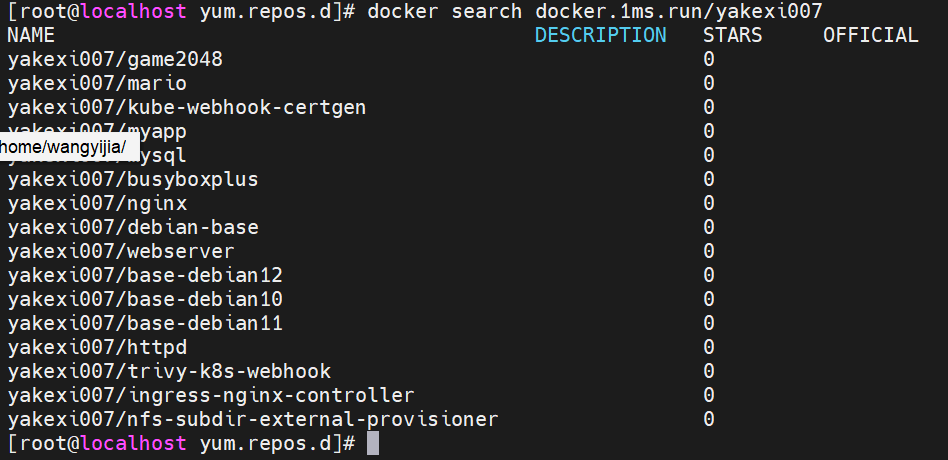 [root@localhost yum.repos.d]# docker search docker.1ms.run/yakexi007
NAME DESCRIPTION STARS OFFICIAL
yakexi007/game2048 0
yakexi007/mario 0
yakexi007/kube-webhook-certgen 0
yakexi007/myapp 0
home/wangyijia/
mysql 0
yakexi007/busyboxplus 0
yakexi007/nginx 0
yakexi007/debian-base 0
yakexi007/webserver 0
yakexi007/base-debian12 0
yakexi007/base-debian10 0
yakexi007/base-debian11 0
yakexi007/httpd 0
yakexi007/trivy-k8s-webhook 0
yakexi007/ingress-nginx-controller 0
yakexi007/nfs-subdir-external-provisioner 0
[root@localhost yum.repos.d]#